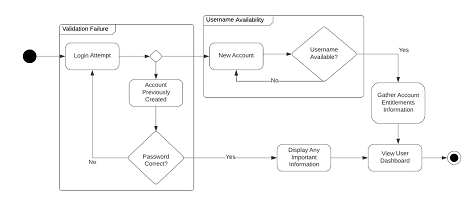 Validation Failure
Username Availability
Login Attempt
New Account
Username
Available?
Yes
No
Account
Previously
Created
Gather Account
Entitlements
Information
Password
Correct?
No
Yes
Display Any
Important
Information
View User
Dashboard